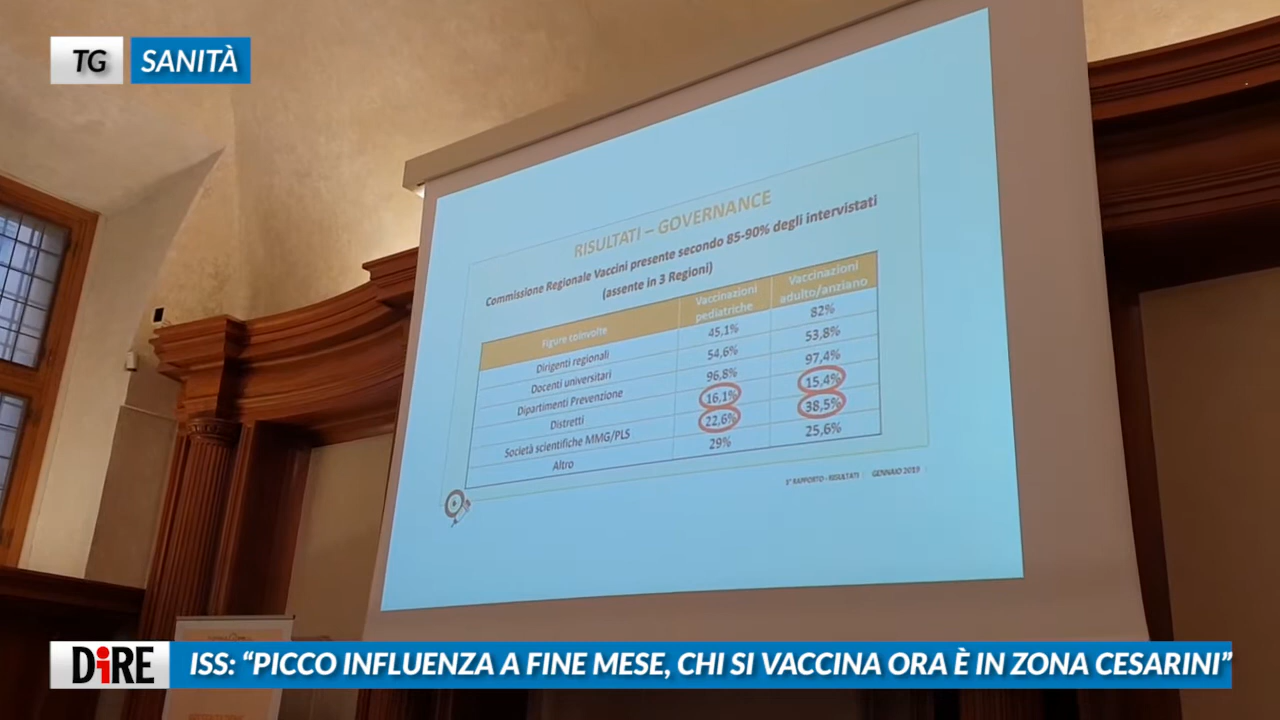 TG SANITÀ
RISULTATI – GOVERNANCE
Commissione Regionale Vaccini presente secondo 85-90% degli intervistati
(assente in 3 Regioni)
Figure coinvolte Vaccinazioni pediatriche Vaccinazioni adulto/anziano
Dirigenti regionali 45,1% 82%
Docenti universitari 54,6% 53,8%
Dipartimenti Prevenzione 96,8% 97,4%
Distretti 16,1% 15,4%
Società scientifiche MMG/PLS 22,6% 38,5%
Altro 29% 25,6%
RAPPORTO - RISULTATI GENNAIO 2019
DiRE ISS: “PICCO INFLUENZA A FINE MESE, CHI SI VACCINA ORA È IN ZONA CESARINI”